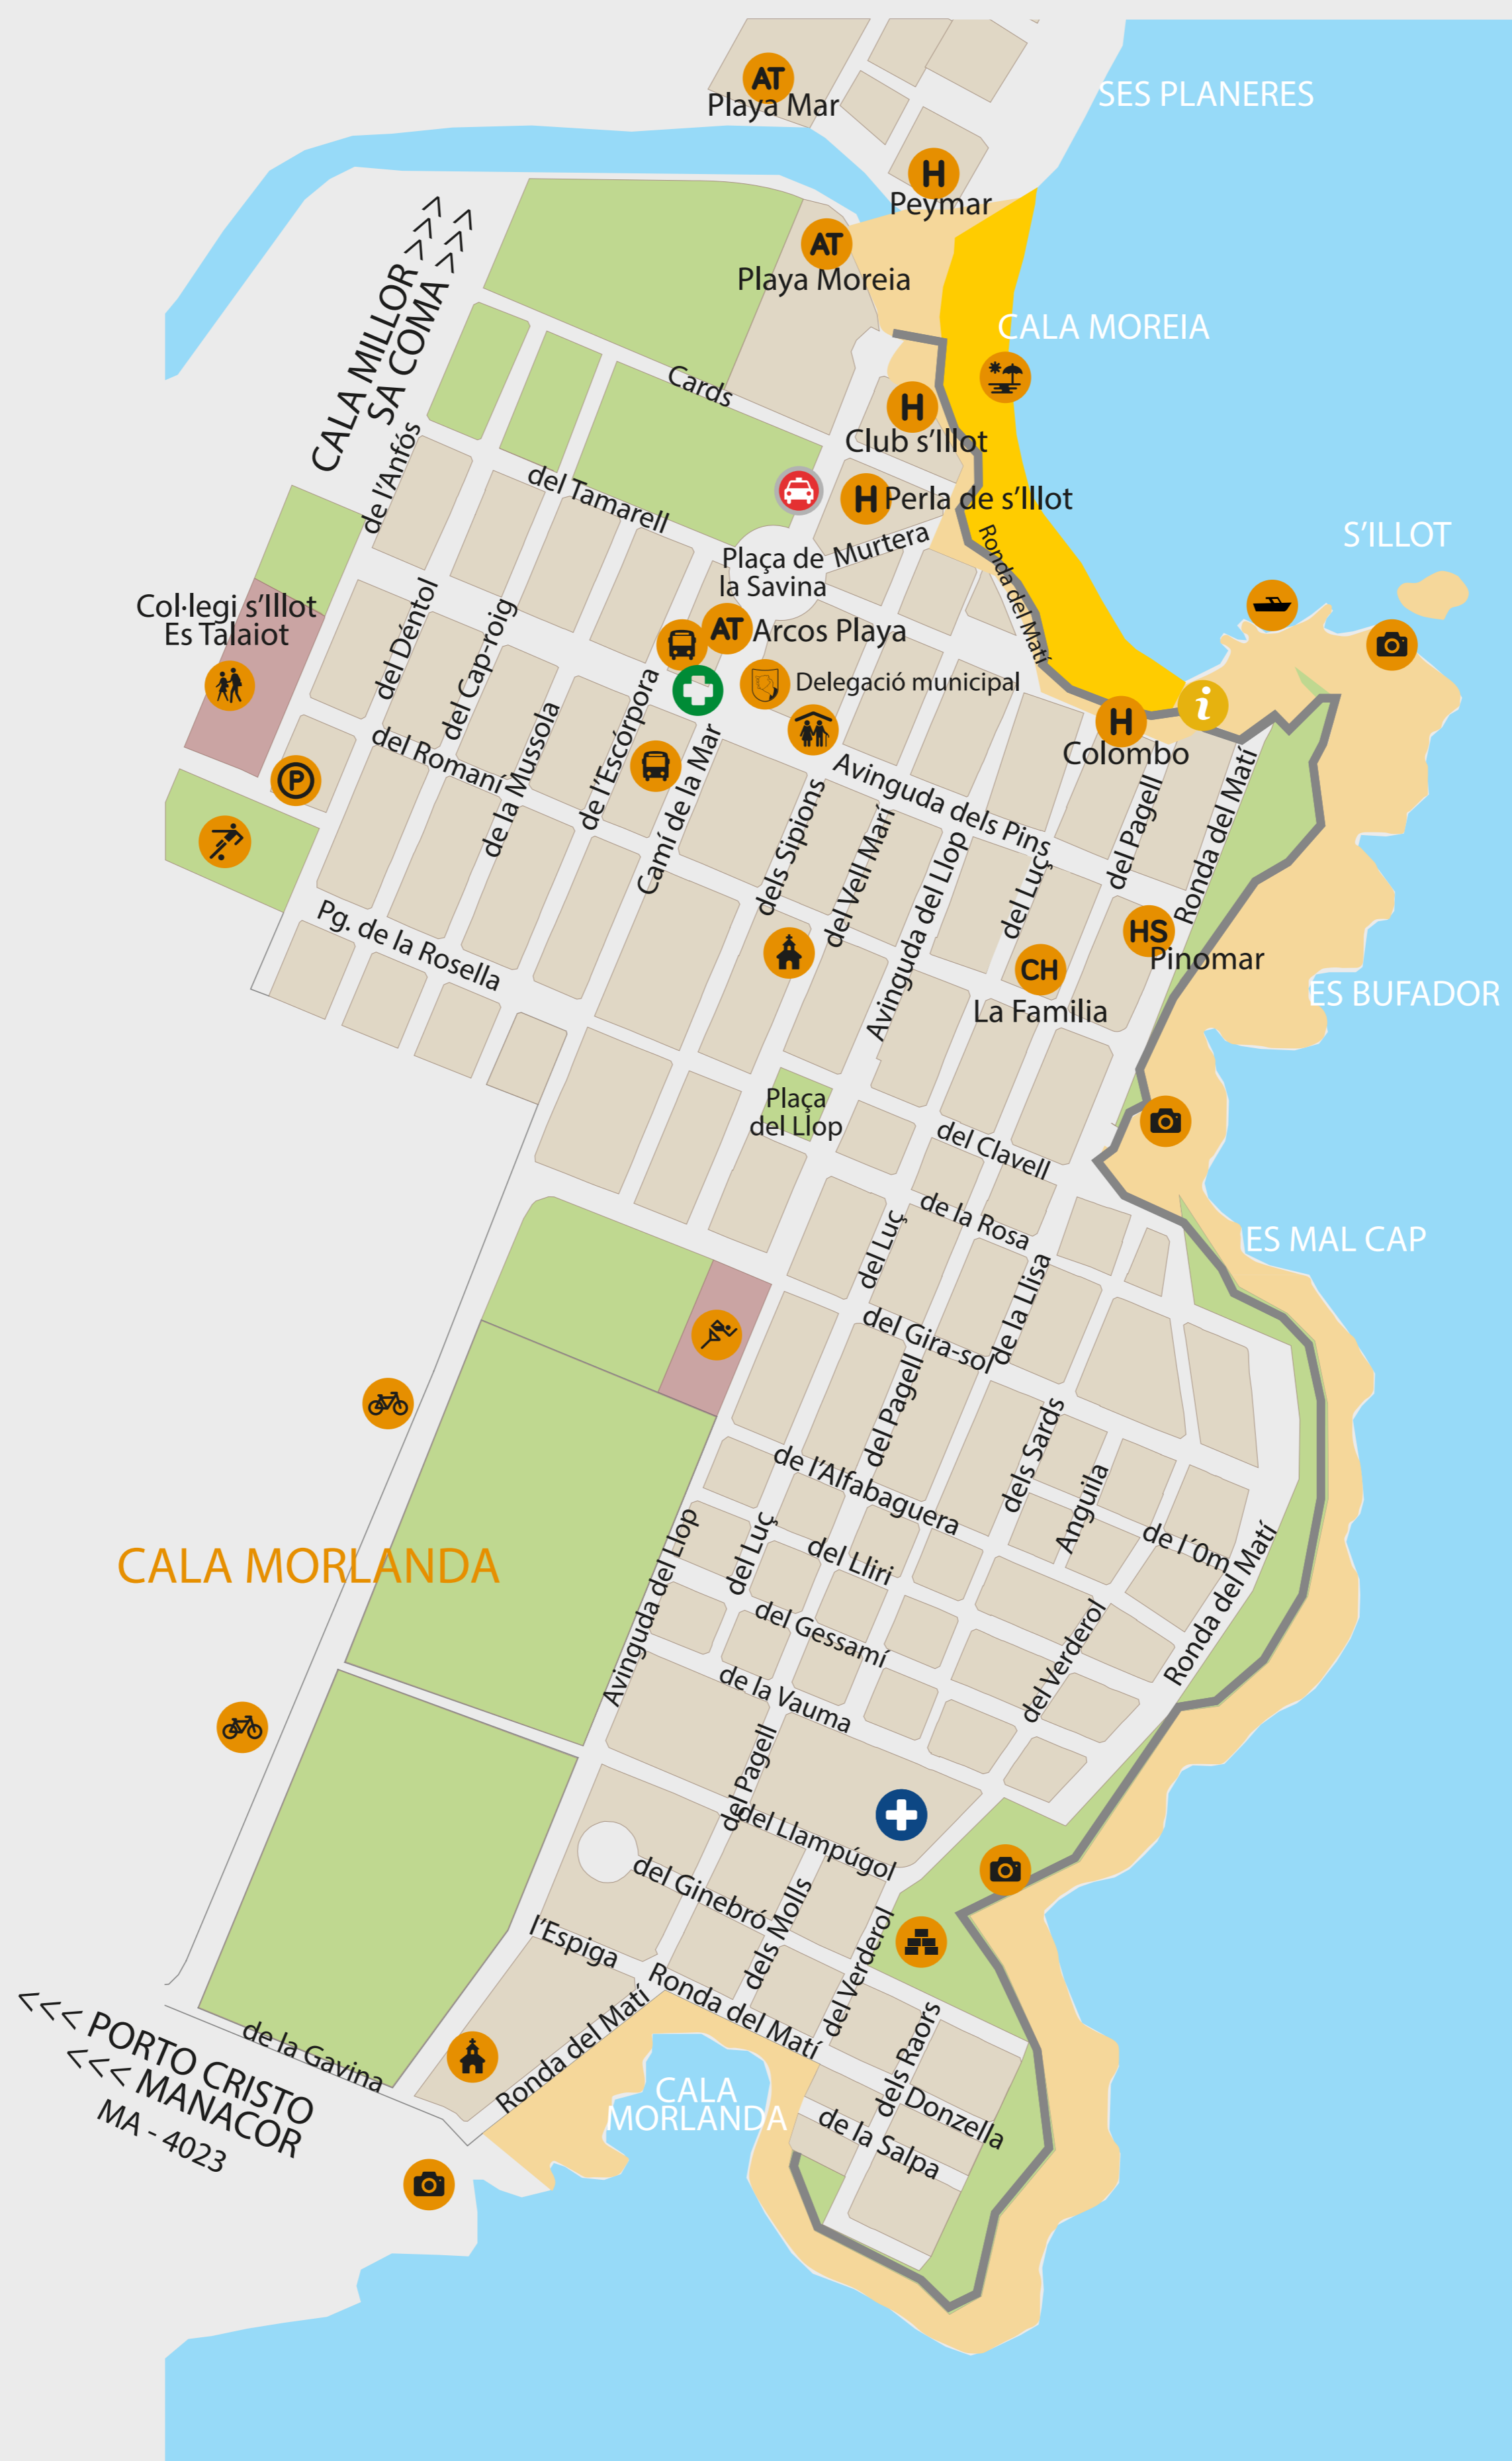 SES PLANERES
AT
Playa Mar
H
Peymar
AT
Playa Moreia
CALA MILLOR >>>>
SA COMA >>>
CALA MOREIA
Cards
H
Club s'Illot
de l'Anfós
del Tamarell
H Perla de s'Illot
Murtera
Plaça de
la Savina
Ronda del Matí
S'ILLOT
Col·legi s'Illot
Es Talaiot
AT Arcos Playa
Delegació municipal
del Déntol
del Cap-roig
de la Mussola
de l'Escórpora
Camí de la Mar
del Romaní
P
i
H
Colombo
Avinguda dels Pins
dels Sipions
del Vell Marí
Avinguda del Llop
del Luç
del Pagell
Ronda del Matí
HS
Pinomar
CH
La Familia
Pg. de la Rosella
ES BUFADOR
Plaça
del Llop
del Clavell
de la Rosa
ES MAL CAP
del Luç
de la Llisa
del Gira-sol
del Pagell
dels Sards
de l'Alfabaguera
Anguila
de l´0m
Ronda del Matí
CALA MORLANDA
Avinguda del Llop
del Luç
del Lliri
del Gessamí
de la Vauma
del Verderol
del Pagell
del Llampúgol
del Ginebró
dels Molls
l'Espiga
del Verderol
Ronda del Matí
Ronda del Matí
dels Raors
Donzella
de la Salpa
CALA
MORLANDA
de la Gavina
<<< PORTO CRISTO
<<< MANACOR
MA - 4023